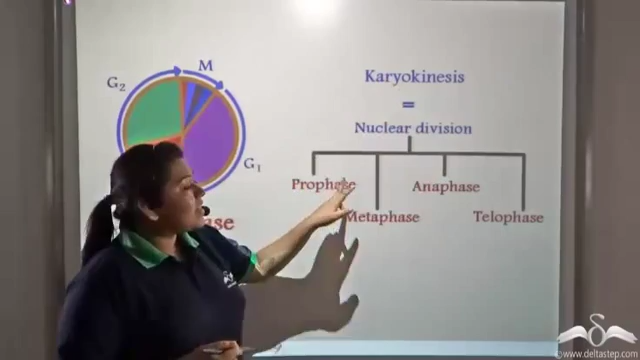 G2
M
G1
Karyokinesis
=
Nuclear division
Prophase
Metaphase
Anaphase
Telophase
www.deltastep.com